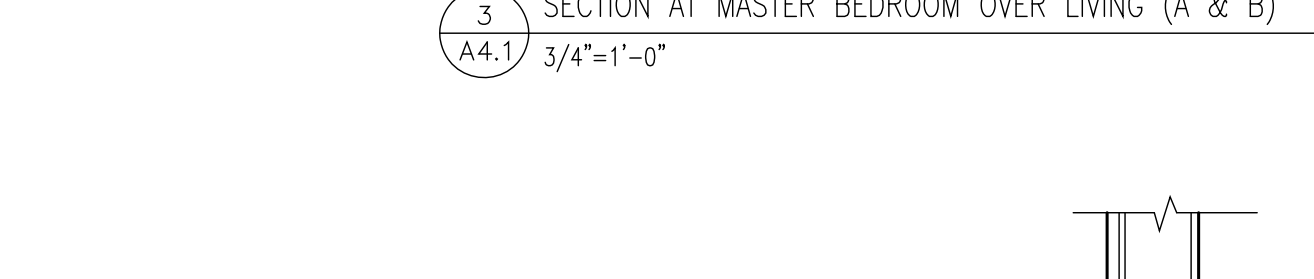 3 SECTION AT MASTER BEDROOM OVER LIVING (A & B)
A4.1 3/4"=1'-0"